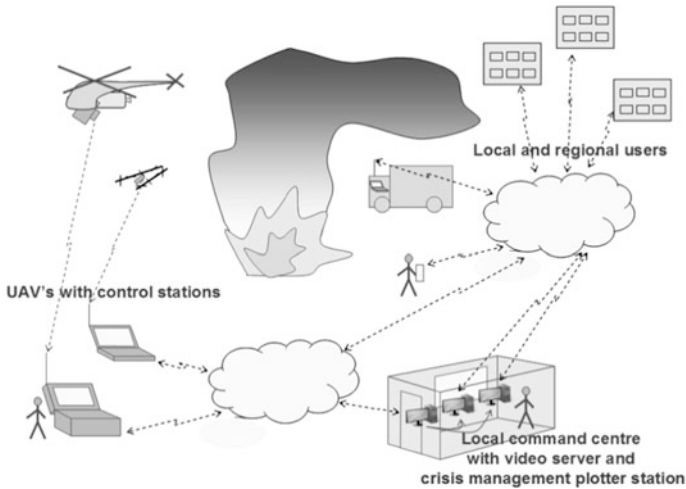 Local and regional users
UAV's with control stations
Local command centre
with video server and
crisis management plotter station